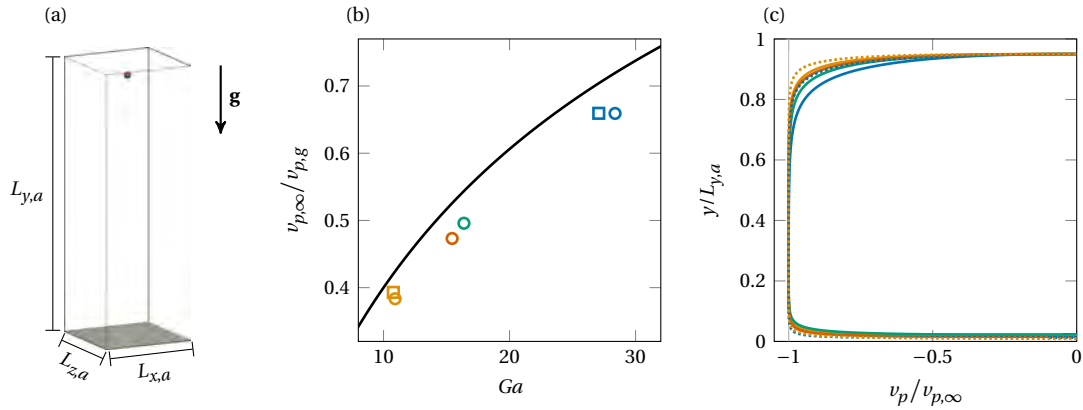 (a)
g
L_{y,a}
L_{z,a}
L_{x,a}
(b)
v_{p,∞}/v_{p,g}
0.7
0.6
0.5
0.4
10
20
30
Ga
(c)
y/L_{y,a}
1
0.8
0.6
0.4
0.2
0
−1
−0.5
0
v_p/v_{p,∞}